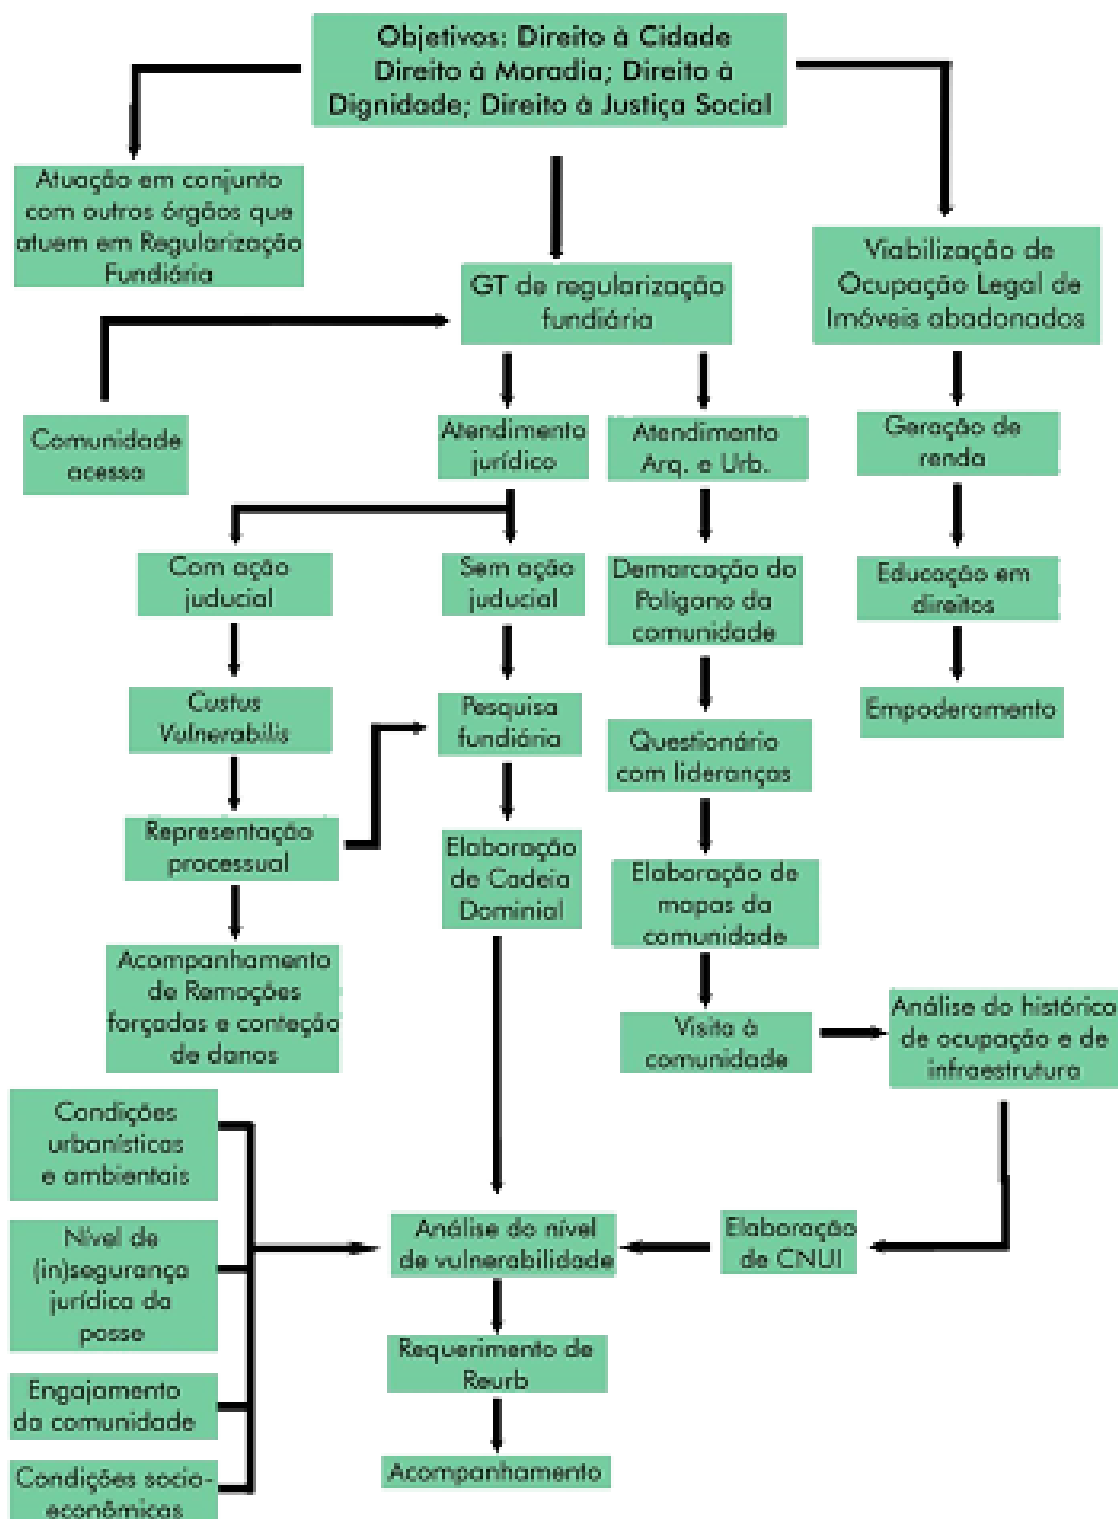 Objetivos: Direito à Cidade
Direito à Moradia; Direito à
Dignidade; Direito à Justiça Social
Atuação em conjunto
com outros órgãos que
atuem em Regularização
Fundiária
GT de regularização
fundiária
Viabilização de
Ocupação Legal de
Imóveis abadonados
Comunidade
acessa
Atendimento
jurídico
Atendimento
Arq. e Urb.
Geração de
renda
Com ação
juducial
Sem ação
juducial
Demarcação do
Polígono da
comunidade
Educação em
direitos
Custus
Vulnerabilis
Pesquisa
fundiária
Questionário
com lideranças
Empoderamento
Representação
processual
Elaboração
de Cadeia
Dominial
Elaboração de
mapas da
comunidade
Acompanhamento
de Remoções
forçadas e conteção
de danos
Visita à
comunidade
Análise do histórico
de ocupação e de
infraestrutura
Condições
urbanísticas
e ambientais
Nível de
(in)segurança
jurídica da
posse
Engajamento
da comunidade
Condições socio-
econômicas
Análise do nível
de vulnerabilidade
Elaboração
de CNUI
Requerimento de
Reurb
Acompanhamento